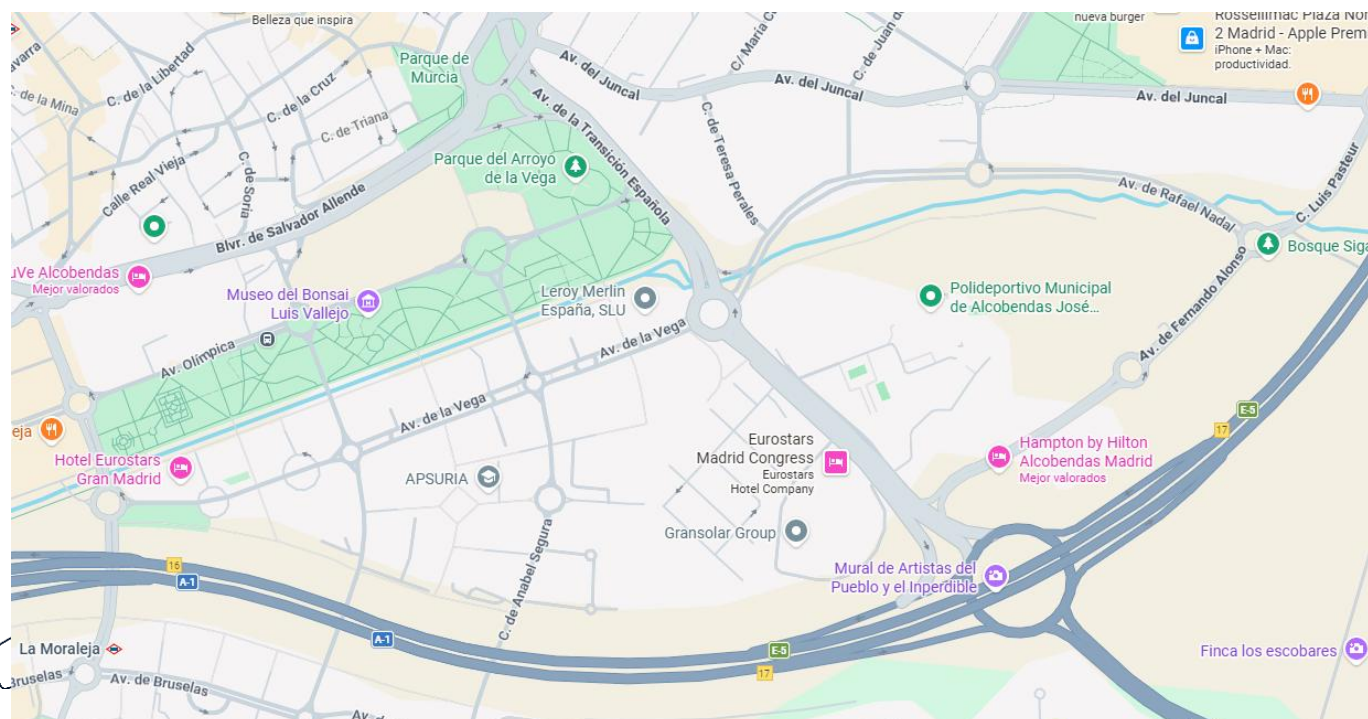 Belleza que inspira
nueva burger
Rossellimac Plaza Nor
2 Madrid - Apple Prem
iPhone + Mac:
productividad.
Parque de
Murcia
C. de la Libertad
C. de la Cruz
C. de la Mina
C. de Triana
Calle Real Vieja
C. de Soria
Blvr. de Salvador Allende
Av. del Juncal
Av. del Juncal
Av. del Juncal
C. de Juan d
C/ María C
Av. de la Transición Española
C. de Teresa Perales
Parque del Arroyo
de la Vega
Av. de Rafael Nadal
C. Luis Pasteur
Bosque Siga
uVe Alcobendas
Mejor valorados
Museo del Bonsai
Luis Vallejo
Leroy Merlin
España, SLU
Polideportivo Municipal
de Alcobendas José...
Av. de Fernando Alonso
Av. Olímpica
Av. de la Vega
Av. de la Vega
E-5
17
eja
Hotel Eurostars
Gran Madrid
APSURIA
Eurostars
Madrid Congress
Eurostars
Hotel Company
Hampton by Hilton
Alcobendas Madrid
Mejor valorados
Gransolar Group
C. de Anabel Segura
16
A-1
Mural de Artistas del
Pueblo y el Inperdible
A-1
E-5
17
La Moraleja
Finca los escobares
Bruselas
Av. de Bruselas